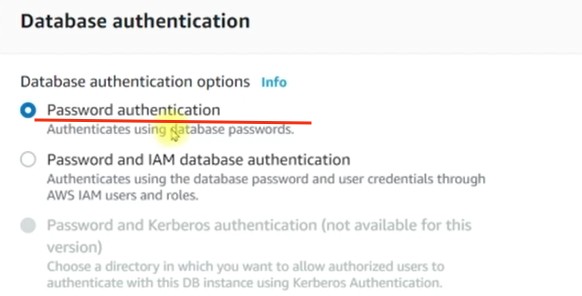 Database authentication
Database authentication options Info
Password authentication
Authenticates using database passwords.
Password and IAM database authentication
Authenticates using the database password and user credentials through
AWS IAM users and roles.
Password and Kerberos authentication (not available for this
version)
Choose a directory in which you want to allow authorized users to
authenticate with this DB instance using Kerberos Authentication.